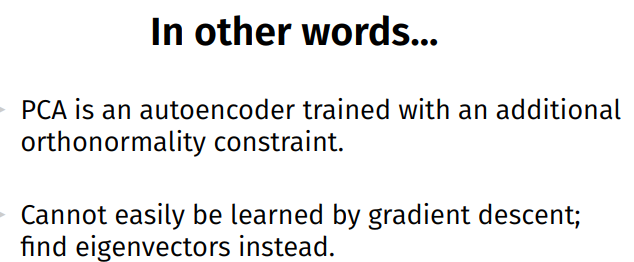 In other words...
PCA is an autoencoder trained with an additional
orthonormality constraint.
Cannot easily be learned by gradient descent;
find eigenvectors instead.